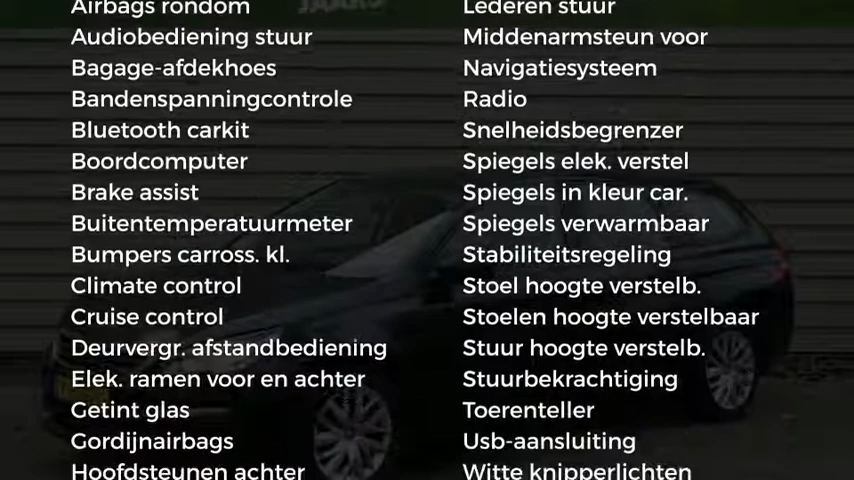 Airbags rondom
Audiobediening stuur
Bagage-afdekhoes
Bandenspanningcontrole
Bluetooth carkit
Boordcomputer
Brake assist
Buitentemperatuurmeter
Bumpers carross. kl.
Climate control
Cruise control
Deurvergr. afstandbediening
Elek. ramen voor en achter
Getint glas
Gordijnairbags
Hoofdsteunen achter
Lederen stuur
Middenarmsteun voor
Navigatiesysteem
Radio
Snelheidsbegrenzer
Spiegels elek. verstel
Spiegels in kleur car.
Spiegels verwarmbaar
Stabiliteitsregeling
Stoel hoogte verstelb.
Stoelen hoogte verstelbaar
Stuur hoogte verstelb.
Stuurbekrachtiging
Toerenteller
Usb-aansluiting
Witte knipperlichten